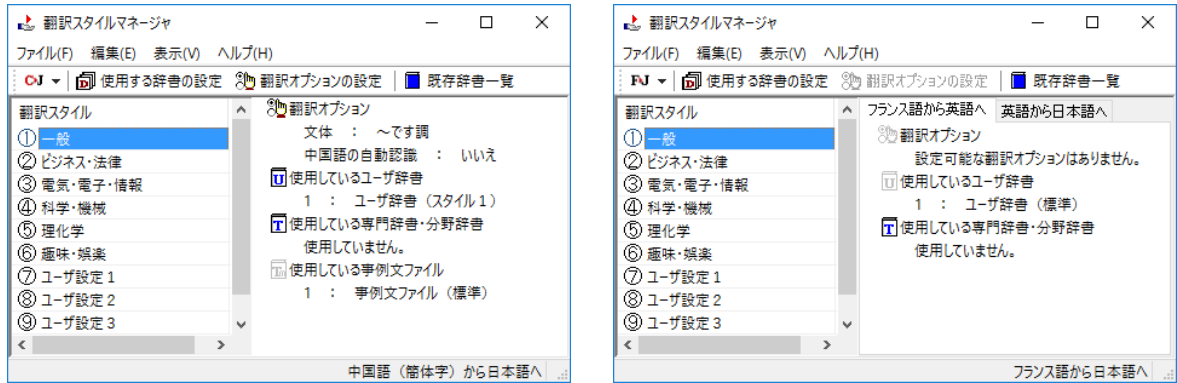 翻訳スタイルマネージャ
ファイル(F) 編集(E) 表示(V) ヘルプ(H)
C›J 使用する辞書の設定 翻訳オプションの設定 既存辞書一覧
翻訳スタイル
① 一般
② ビジネス・法律
③ 電気・電子・情報
④ 科学・機械
⑤ 理化学
⑥ 趣味・娯楽
⑦ ユーザ設定 1
⑧ ユーザ設定 2
⑨ ユーザ設定 3
翻訳オプション
文体 ： ～です調
中国語の自動認識 ： いいえ
U 使用しているユーザ辞書
1 ： ユーザ辞書（スタイル１）
T 使用している専門辞書・分野辞書
使用していません。
Tm 使用している事例文ファイル
1 ： 事例文ファイル（標準）
中国語（簡体字）から日本語へ
翻訳スタイルマネージャ
ファイル(F) 編集(E) 表示(V) ヘルプ(H)
F›J 使用する辞書の設定 翻訳オプションの設定 既存辞書一覧
翻訳スタイル
① 一般
② ビジネス・法律
③ 電気・電子・情報
④ 科学・機械
⑤ 理化学
⑥ 趣味・娯楽
⑦ ユーザ設定 1
⑧ ユーザ設定 2
⑨ ユーザ設定 3
フランス語から英語へ 英語から日本語へ
翻訳オプション
設定可能な翻訳オプションはありません。
U 使用しているユーザ辞書
1 ： ユーザ辞書（標準）
T 使用している専門辞書・分野辞書
使用していません。
フランス語から日本語へ